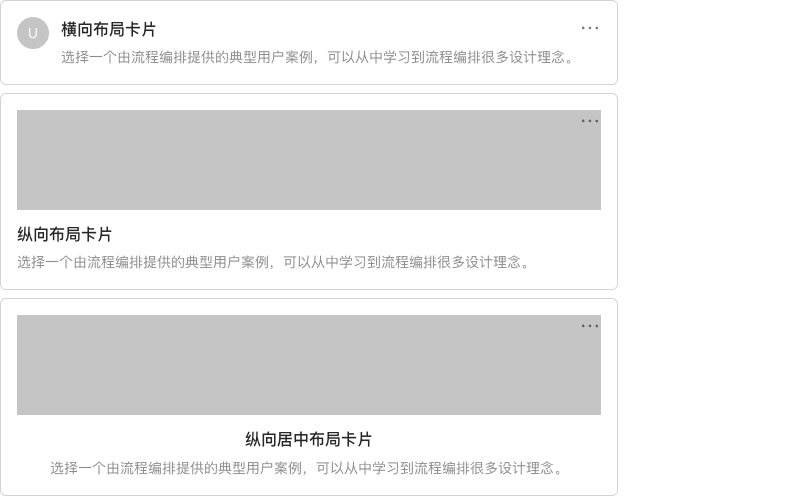 U
横向布局卡片
···
选择一个由流程编排提供的典型用户案例，可以从中学习到流程编排很多设计理念。
···
纵向布局卡片
选择一个由流程编排提供的典型用户案例，可以从中学习到流程编排很多设计理念。
···
纵向居中布局卡片
选择一个由流程编排提供的典型用户案例，可以从中学习到流程编排很多设计理念。